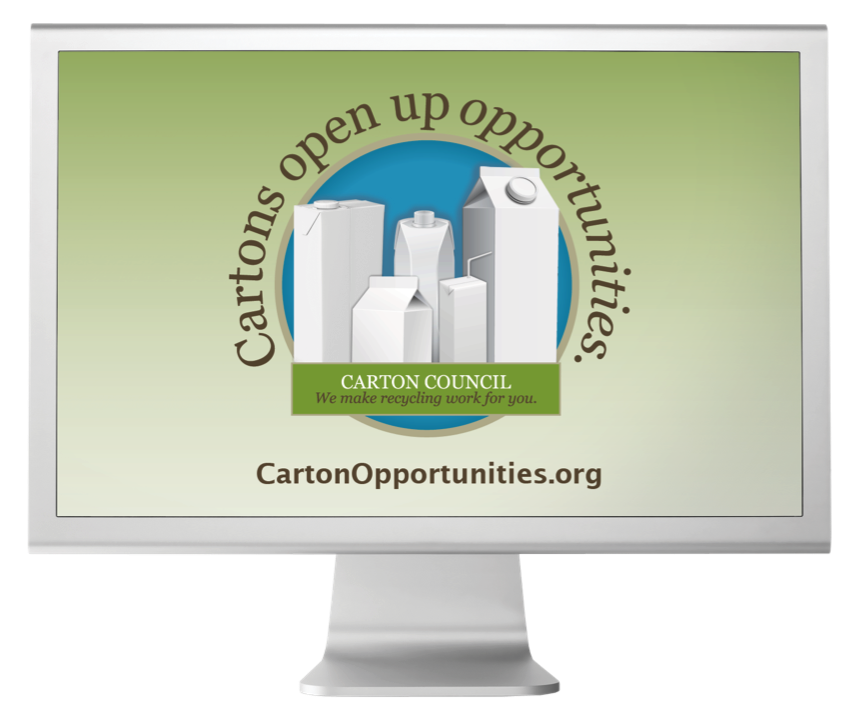 Cartons open up opportunities.
CARTON COUNCIL
We make recycling work for you.
CartonOpportunities.org